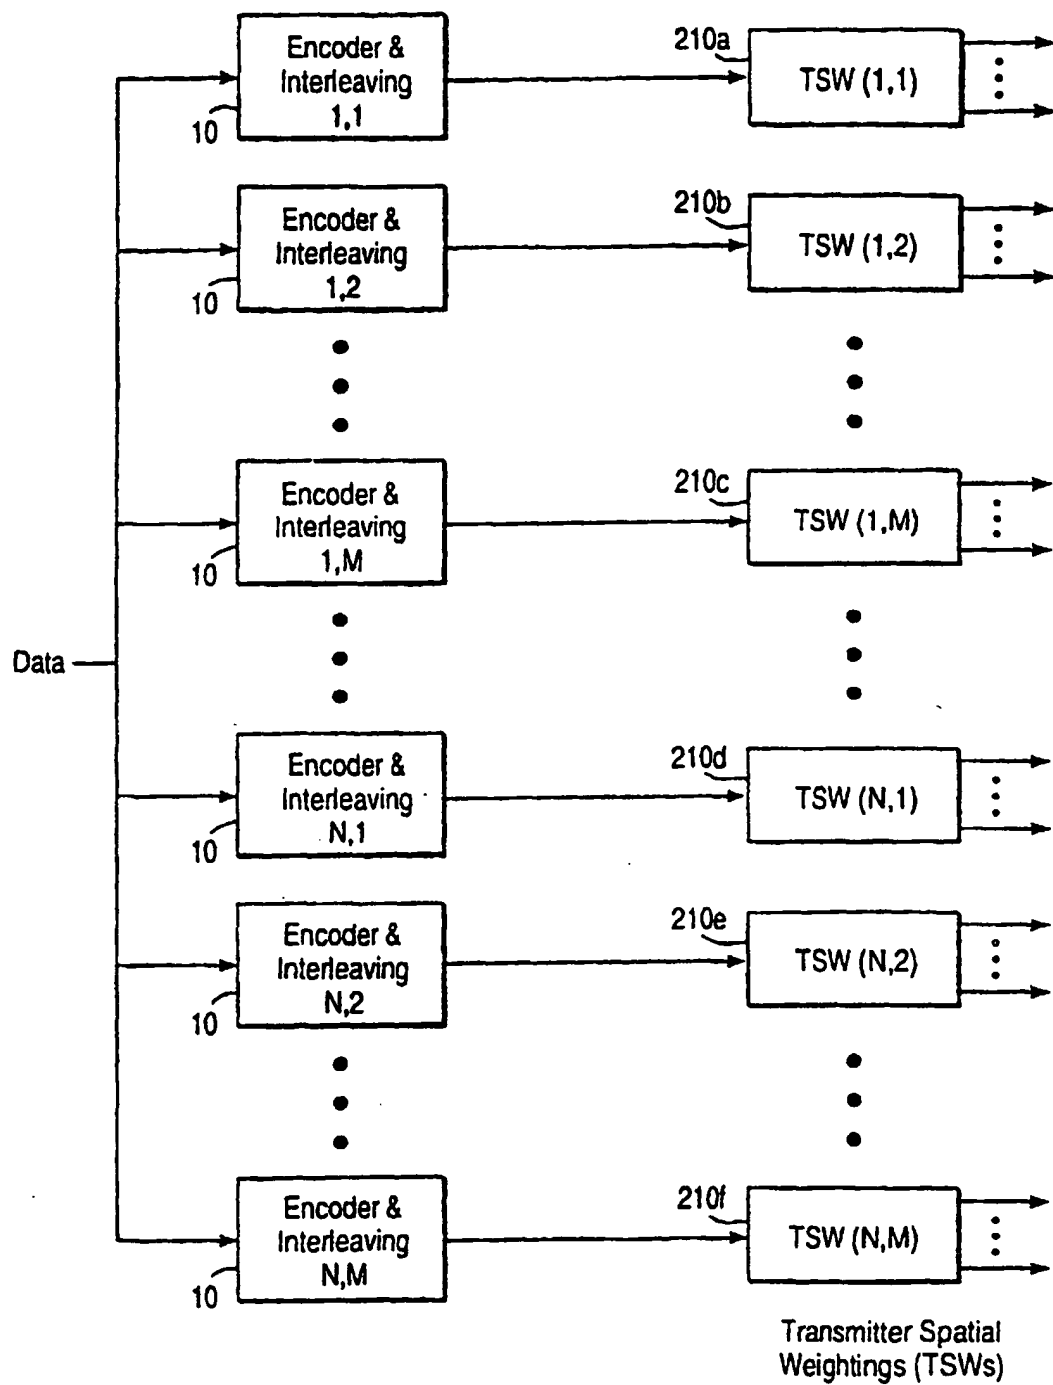 Encoder &
Interleaving
1,1
10
210a
TSW (1,1)
Encoder &
Interleaving
1,2
10
210b
TSW (1,2)
Encoder &
Interleaving
1,M
10
210c
TSW (1,M)
Data
Encoder &
Interleaving
N,1
10
210d
TSW (N,1)
Encoder &
Interleaving
N,2
10
210e
TSW (N,2)
Encoder &
Interleaving
N,M
10
210f
TSW (N,M)
Transmitter Spatial
Weightings (TSWs)